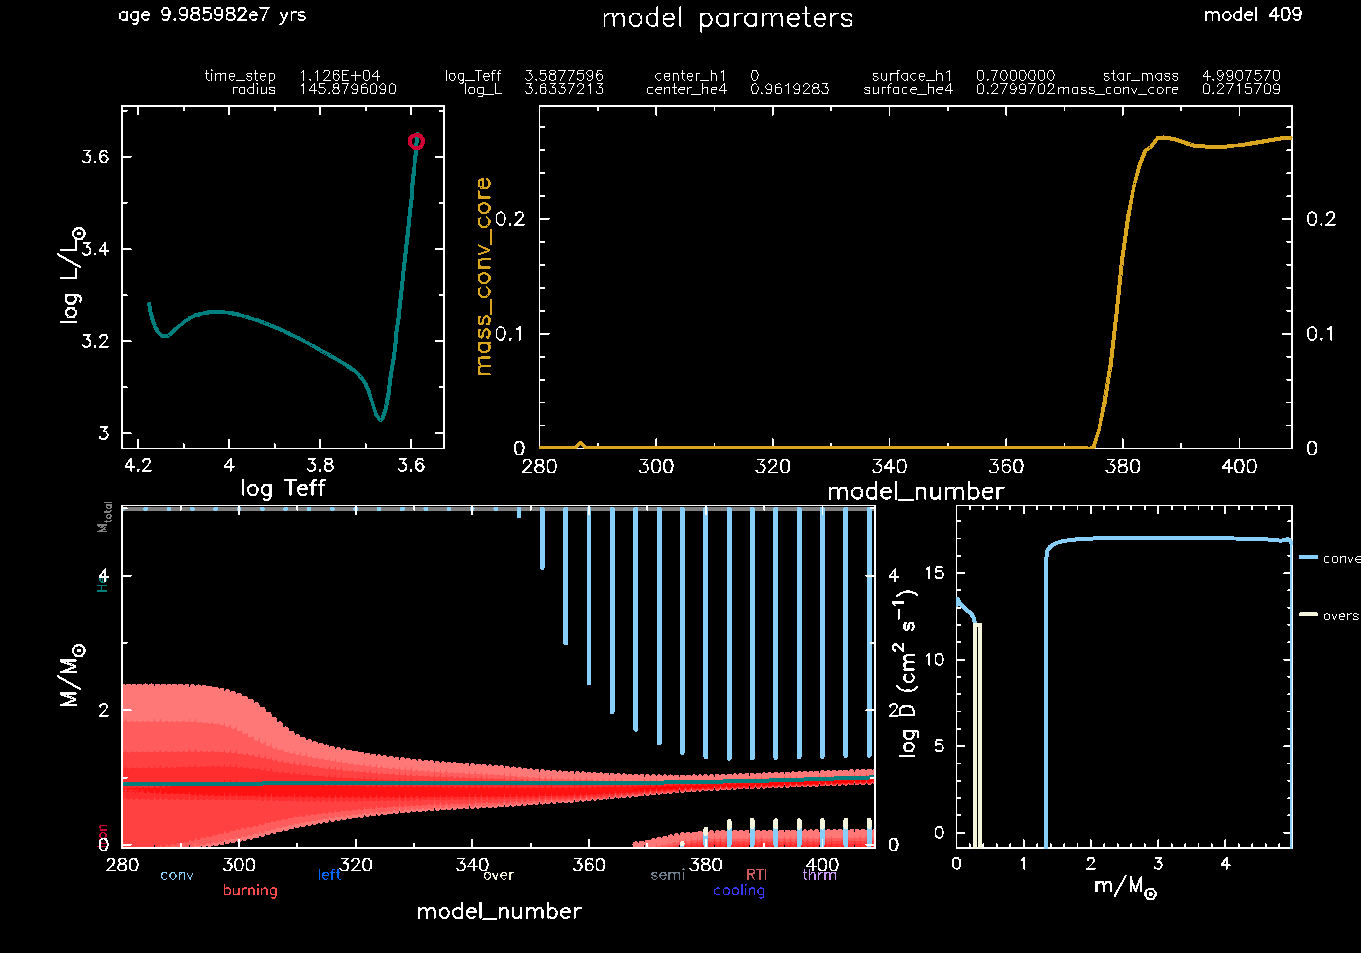 age 9.985982e7 yrs model parameters model 409
time_step 1.126E+04 log_Teff 3.5877596 center_h1 0 surface_h1 0.7000000 star_mass 4.9907570
radius 145.8796090 log_L 3.6337213 center_he4 0.9619283 surface_he4 0.2799702 mass_conv_core 0.2715709
log L/L⊙
3.6
3.4
3.2
3
4.2 4 3.8 3.6
log Teff
mass_conv_core
0.2 0.2
0.1 0.1
0 0
280 300 320 340 360 380 400
model_number
M/M⊙
Mtotal
He
4 4
2 2
0 0
280 300 320 340 360 380 400
conv left over semi RTI thrm
burning cooling
model_number
log D (cm² s⁻¹)
15
10
5
0
0 1 2 3 4
m/M⊙
conve
overs